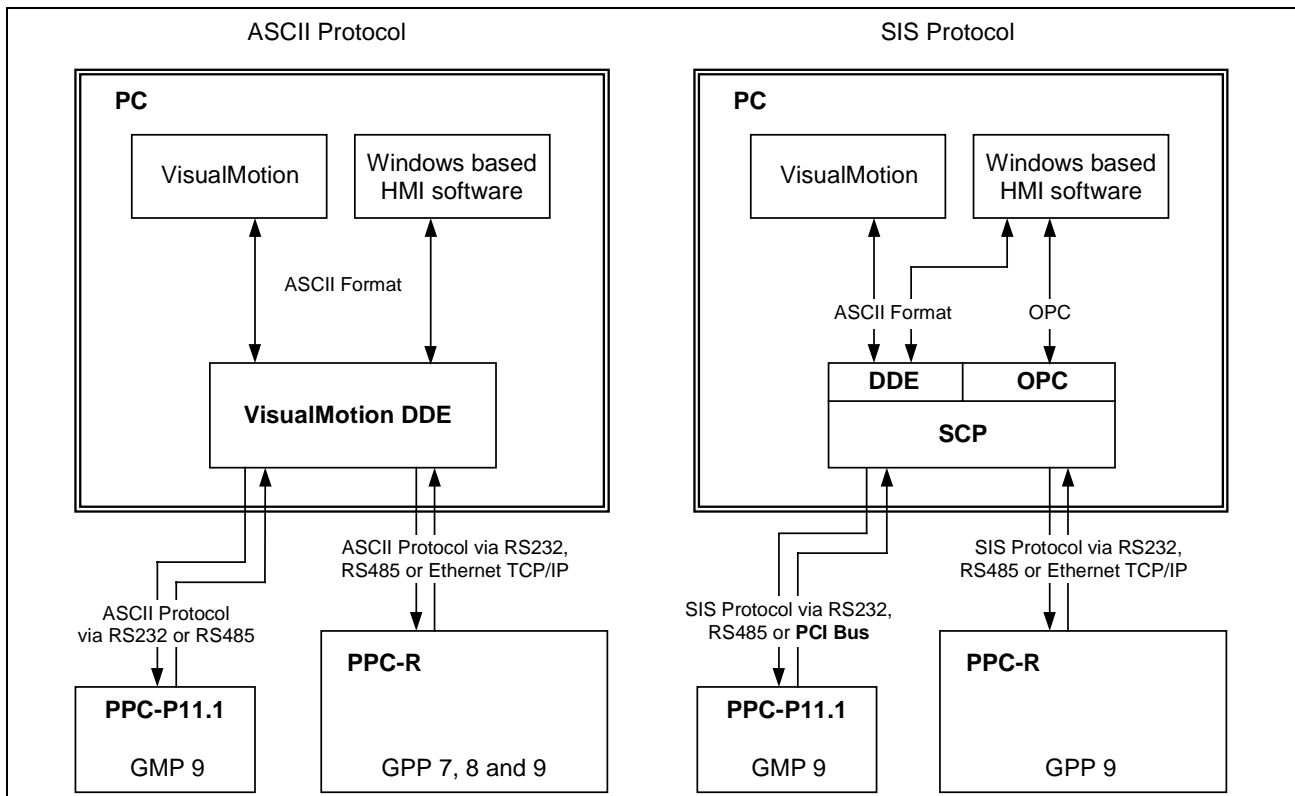 ASCII Protocol
PC
VisualMotion
Windows based
HMI software
ASCII Format
VisualMotion DDE
ASCII Protocol via RS232,
RS485 or Ethernet TCP/IP
ASCII Protocol
via RS232 or RS485
PPC-P11.1
GMP 9
PPC-R
GPP 7, 8 and 9
SIS Protocol
PC
VisualMotion
Windows based
HMI software
ASCII Format
OPC
DDE
OPC
SCP
SIS Protocol via RS232,
RS485 or Ethernet TCP/IP
SIS Protocol via RS232,
RS485 or PCI Bus
PPC-P11.1
GMP 9
PPC-R
GPP 9